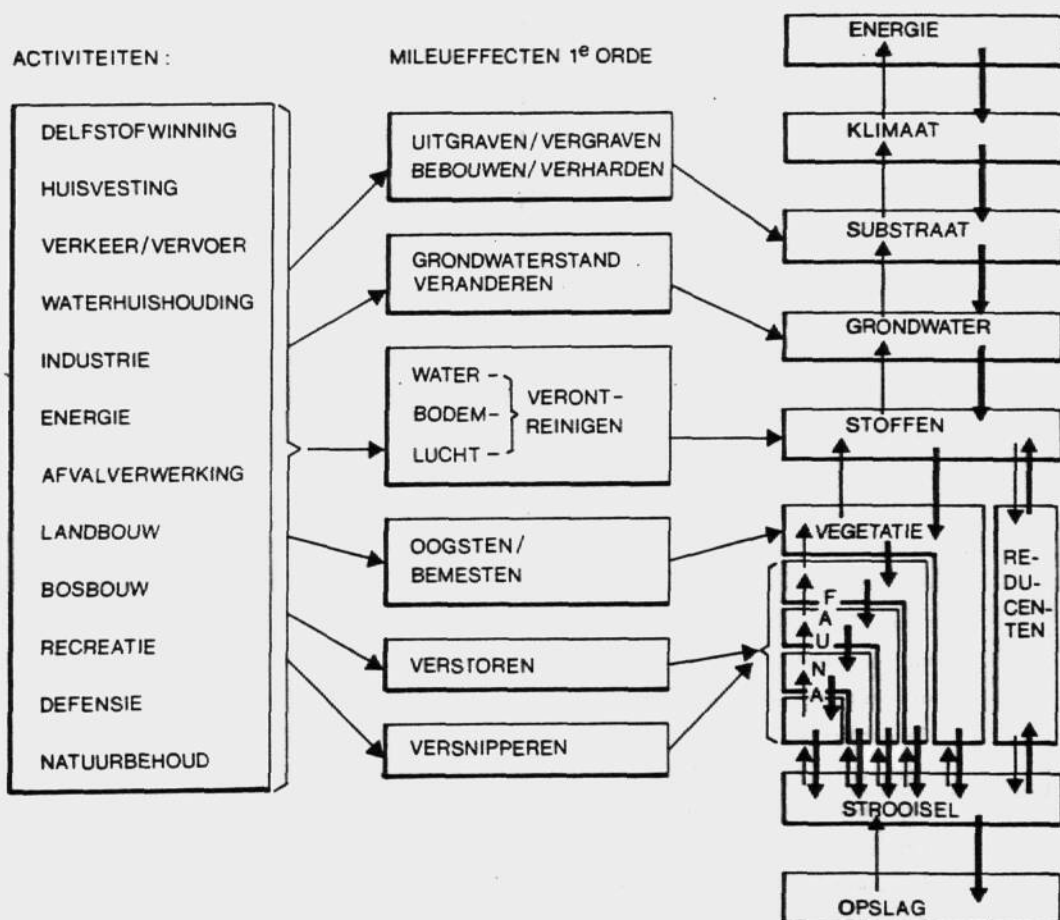 ACTIVITEITEN :
DELFSTOFWINNING
HUISVESTING
VERKEER/VERVOER
WATERHUISHOUDING
INDUSTRIE
ENERGIE
AFVALVERWERKING
LANDBOUW
BOSBOUW
RECREATIE
DEFENSIE
NATUURBEHOUD
MILEUEFFECTEN 1e ORDE
UITGRAVEN/VERGRAVEN
BEBOUWEN/VERHARDEN
GRONDWATERSTAND
VERANDEREN
WATER –
BODEM–
LUCHT –
VERONT–
REINIGEN
OOGSTEN/
BEMESTEN
VERSTOREN
VERSNIPPEREN
ENERGIE
KLIMAAT
SUBSTRAAT
GRONDWATER
STOFFEN
VEGETATIE
F
A
U
N
A
RE-
DU-
CEN-
TEN
STROOISEL
OPSLAG